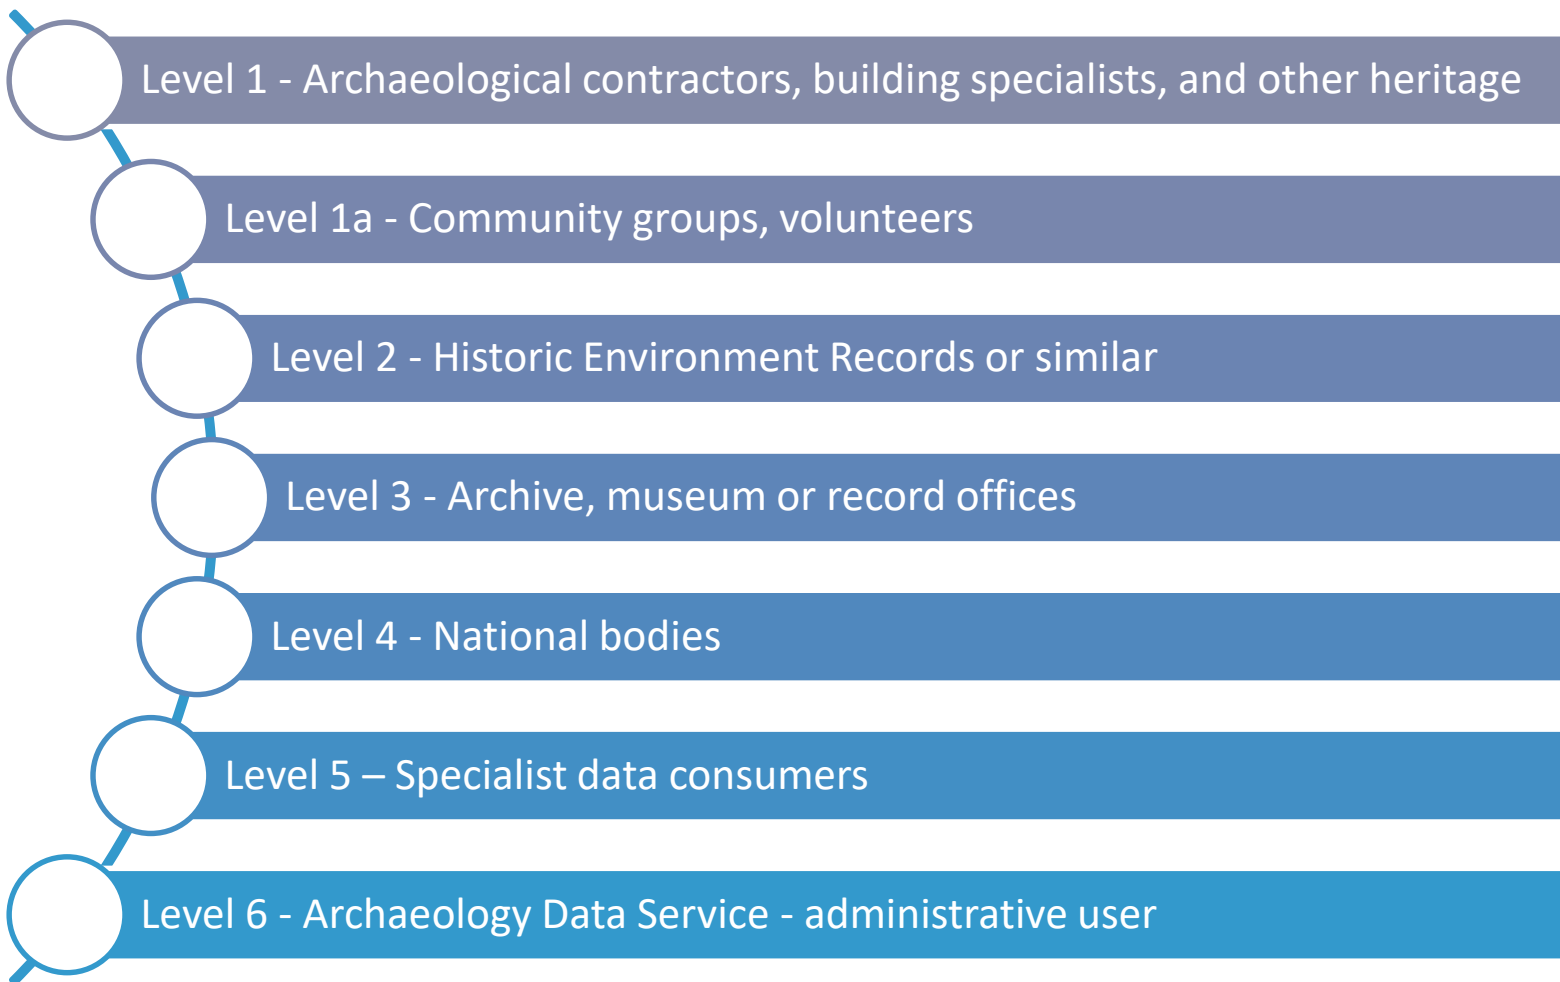 Level 1 - Archaeological contractors, building specialists, and other heritage
Level 1a - Community groups, volunteers
Level 2 - Historic Environment Records or similar
Level 3 - Archive, museum or record offices
Level 4 - National bodies
Level 5 – Specialist data consumers
Level 6 - Archaeology Data Service - administrative user